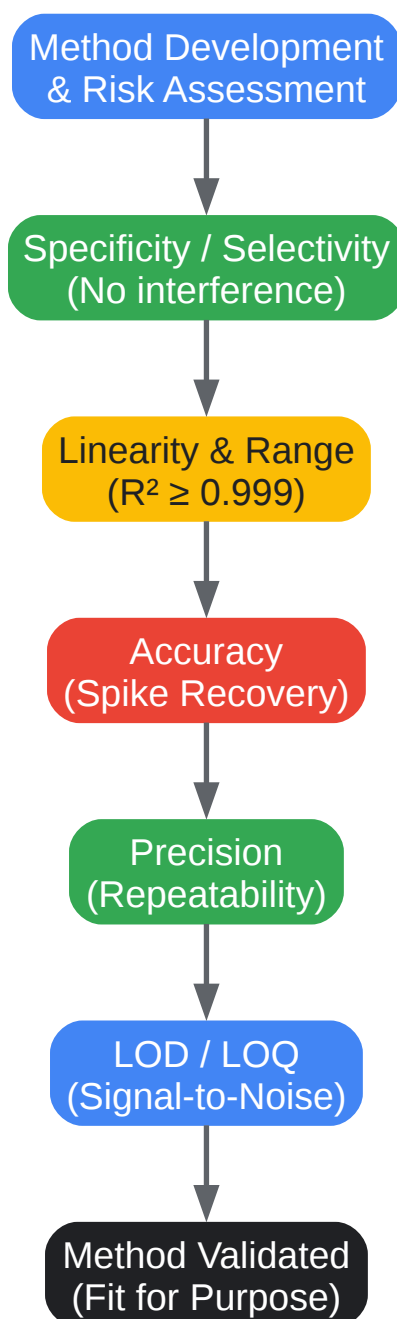 Method Development
& Risk Assessment
Specificity / Selectivity
(No interference)
Linearity & Range
(R² ≥ 0.999)
Accuracy
(Spike Recovery)
Precision
(Repeatability)
LOD / LOQ
(Signal-to-Noise)
Method Validated
(Fit for Purpose)